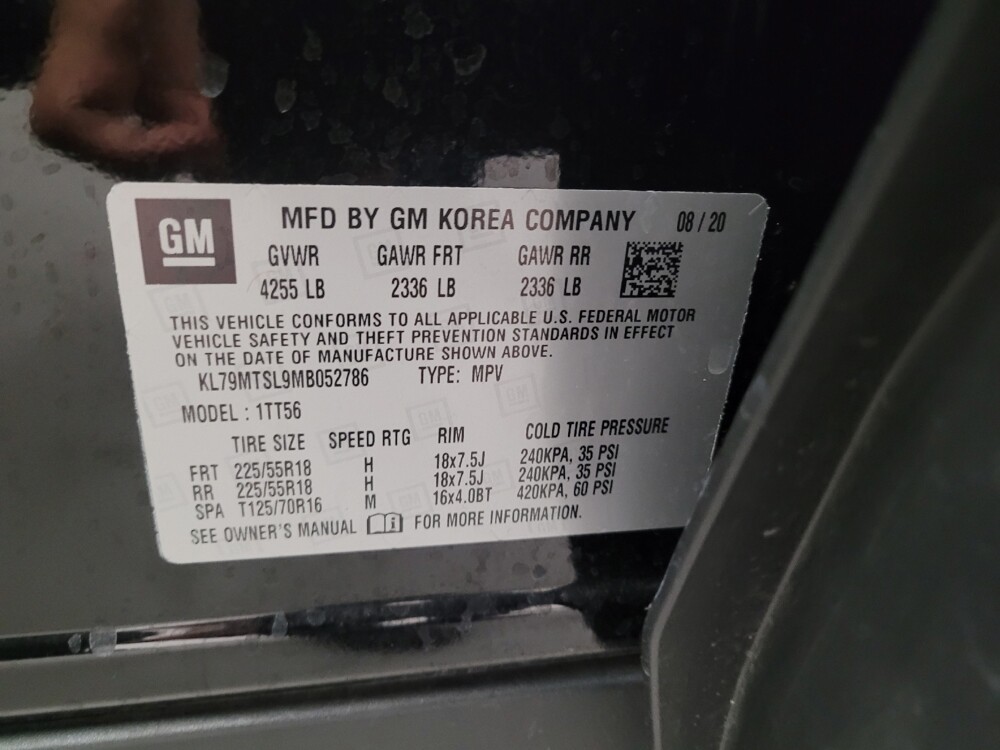 GM
MFD BY GM KOREA COMPANY 08 / 20
GVWR GAWR FRT GAWR RR
4255 LB 2336 LB 2336 LB
THIS VEHICLE CONFORMS TO ALL APPLICABLE U.S. FEDERAL MOTOR
VEHICLE SAFETY AND THEFT PREVENTION STANDARDS IN EFFECT
ON THE DATE OF MANUFACTURE SHOWN ABOVE.
KL79MTSL9MB052786 TYPE: MPV
MODEL : 1TT56
TIRE SIZE SPEED RTG RIM COLD TIRE PRESSURE
FRT 225/55R18 H 18x7.5J 240KPA, 35 PSI
RR 225/55R18 H 18x7.5J 240KPA, 35 PSI
SPA T125/70R16 M 16x4.0BT 420KPA, 60 PSI
SEE OWNER'S MANUAL FOR MORE INFORMATION.